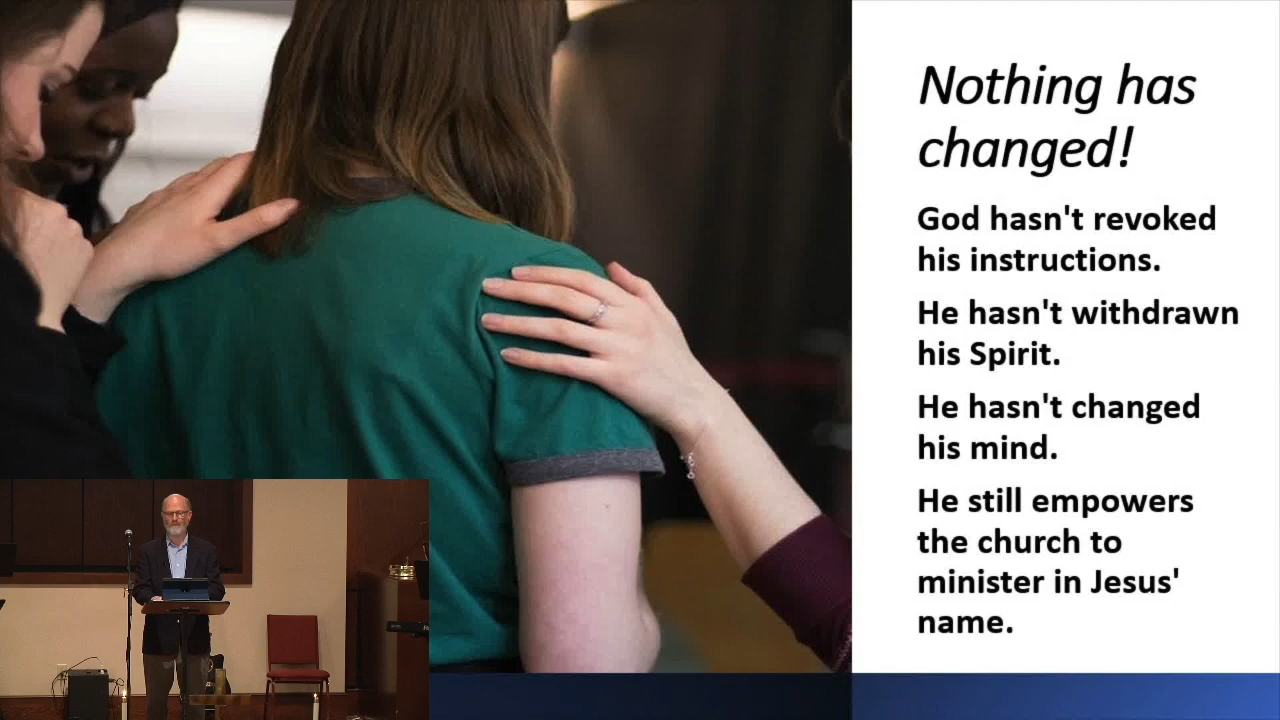 Nothing has
changed!
God hasn't revoked
his instructions.
He hasn't withdrawn
his Spirit.
He hasn't changed
his mind.
He still empowers
the church to
minister in Jesus'
name.